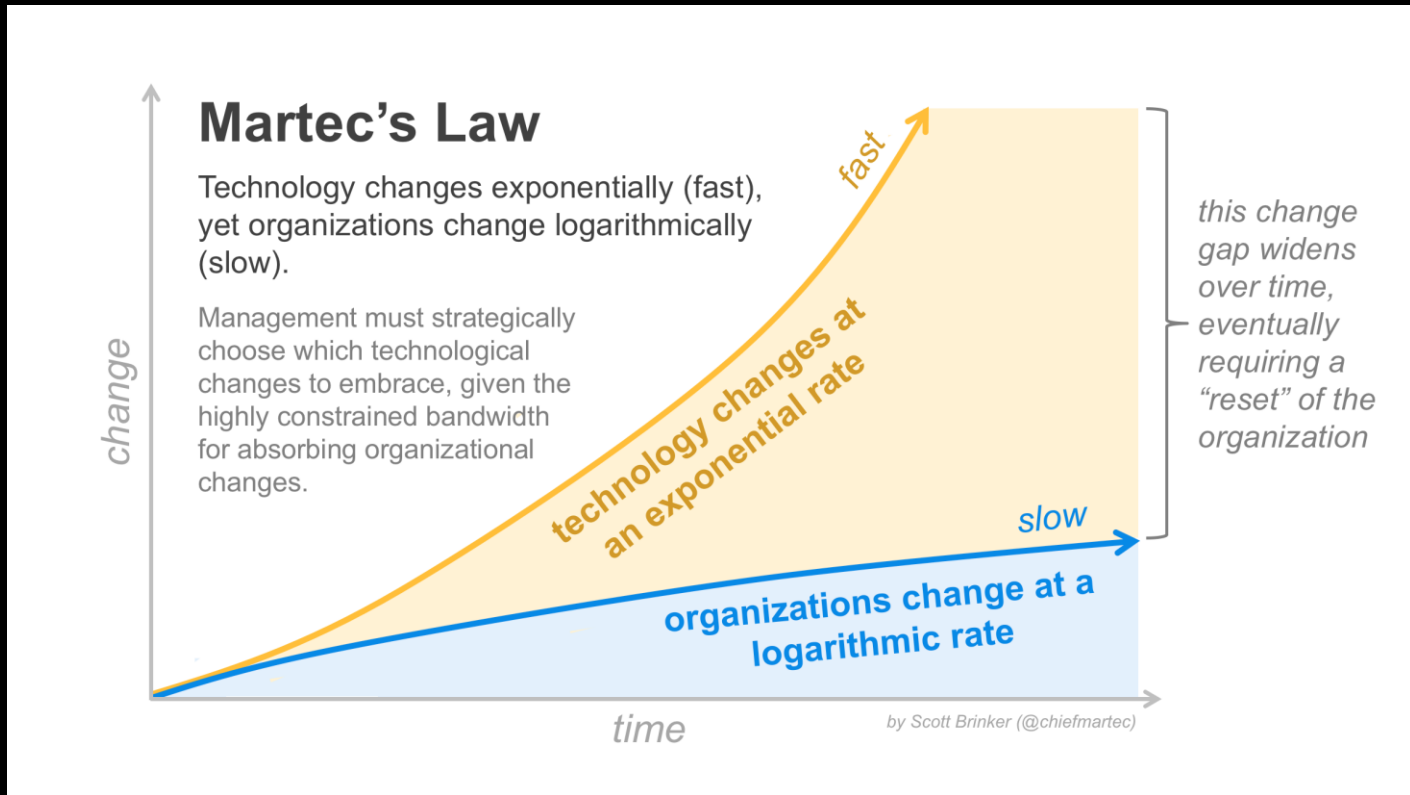 Martec’s Law
Technology changes exponentially (fast),
yet organizations change logarithmically
(slow).
Management must strategically
choose which technological
changes to embrace, given the
highly constrained bandwidth
for absorbing organizational
changes.
change
fast
technology changes at
an exponential rate
this change
gap widens
over time,
eventually
requiring a
“reset” of the
organization
slow
organizations change at a
logarithmic rate
time
by Scott Brinker (@chiefmartec)